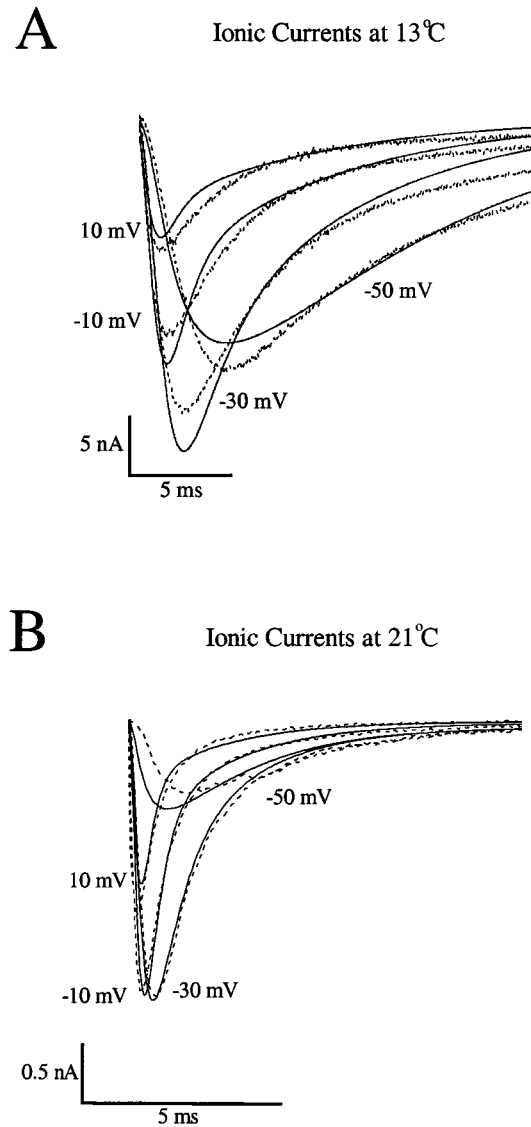 A
Ionic Currents at 13°C
10 mV
-50 mV
-10 mV
-30 mV
5 nA
5 ms
B
Ionic Currents at 21°C
-50 mV
10 mV
-10 mV
-30 mV
0.5 nA
5 ms